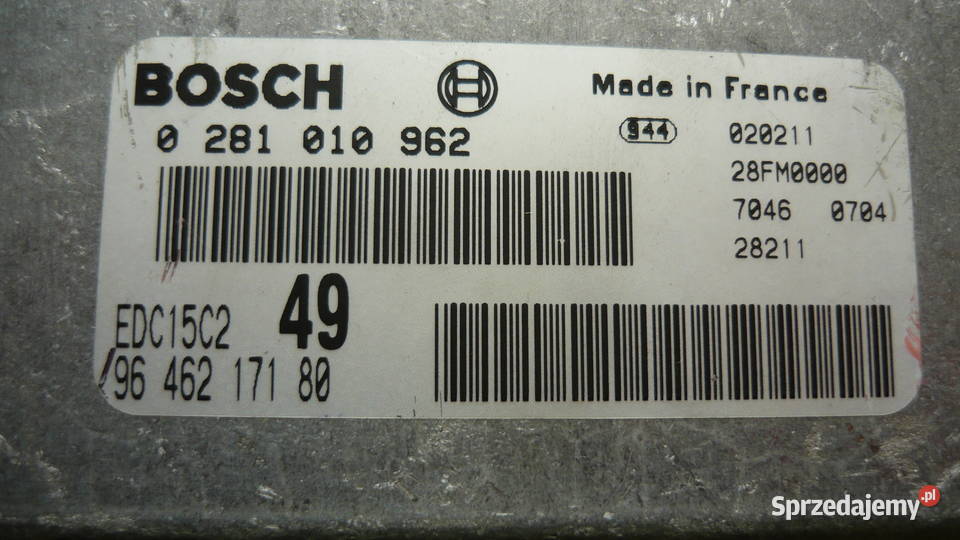 BOSCH
Made in France
0 281 010 962
944
020211
28FM0000
7046 0704
28211
EDC15C2
49
96 462 171 80
Sprzedajemy.pl